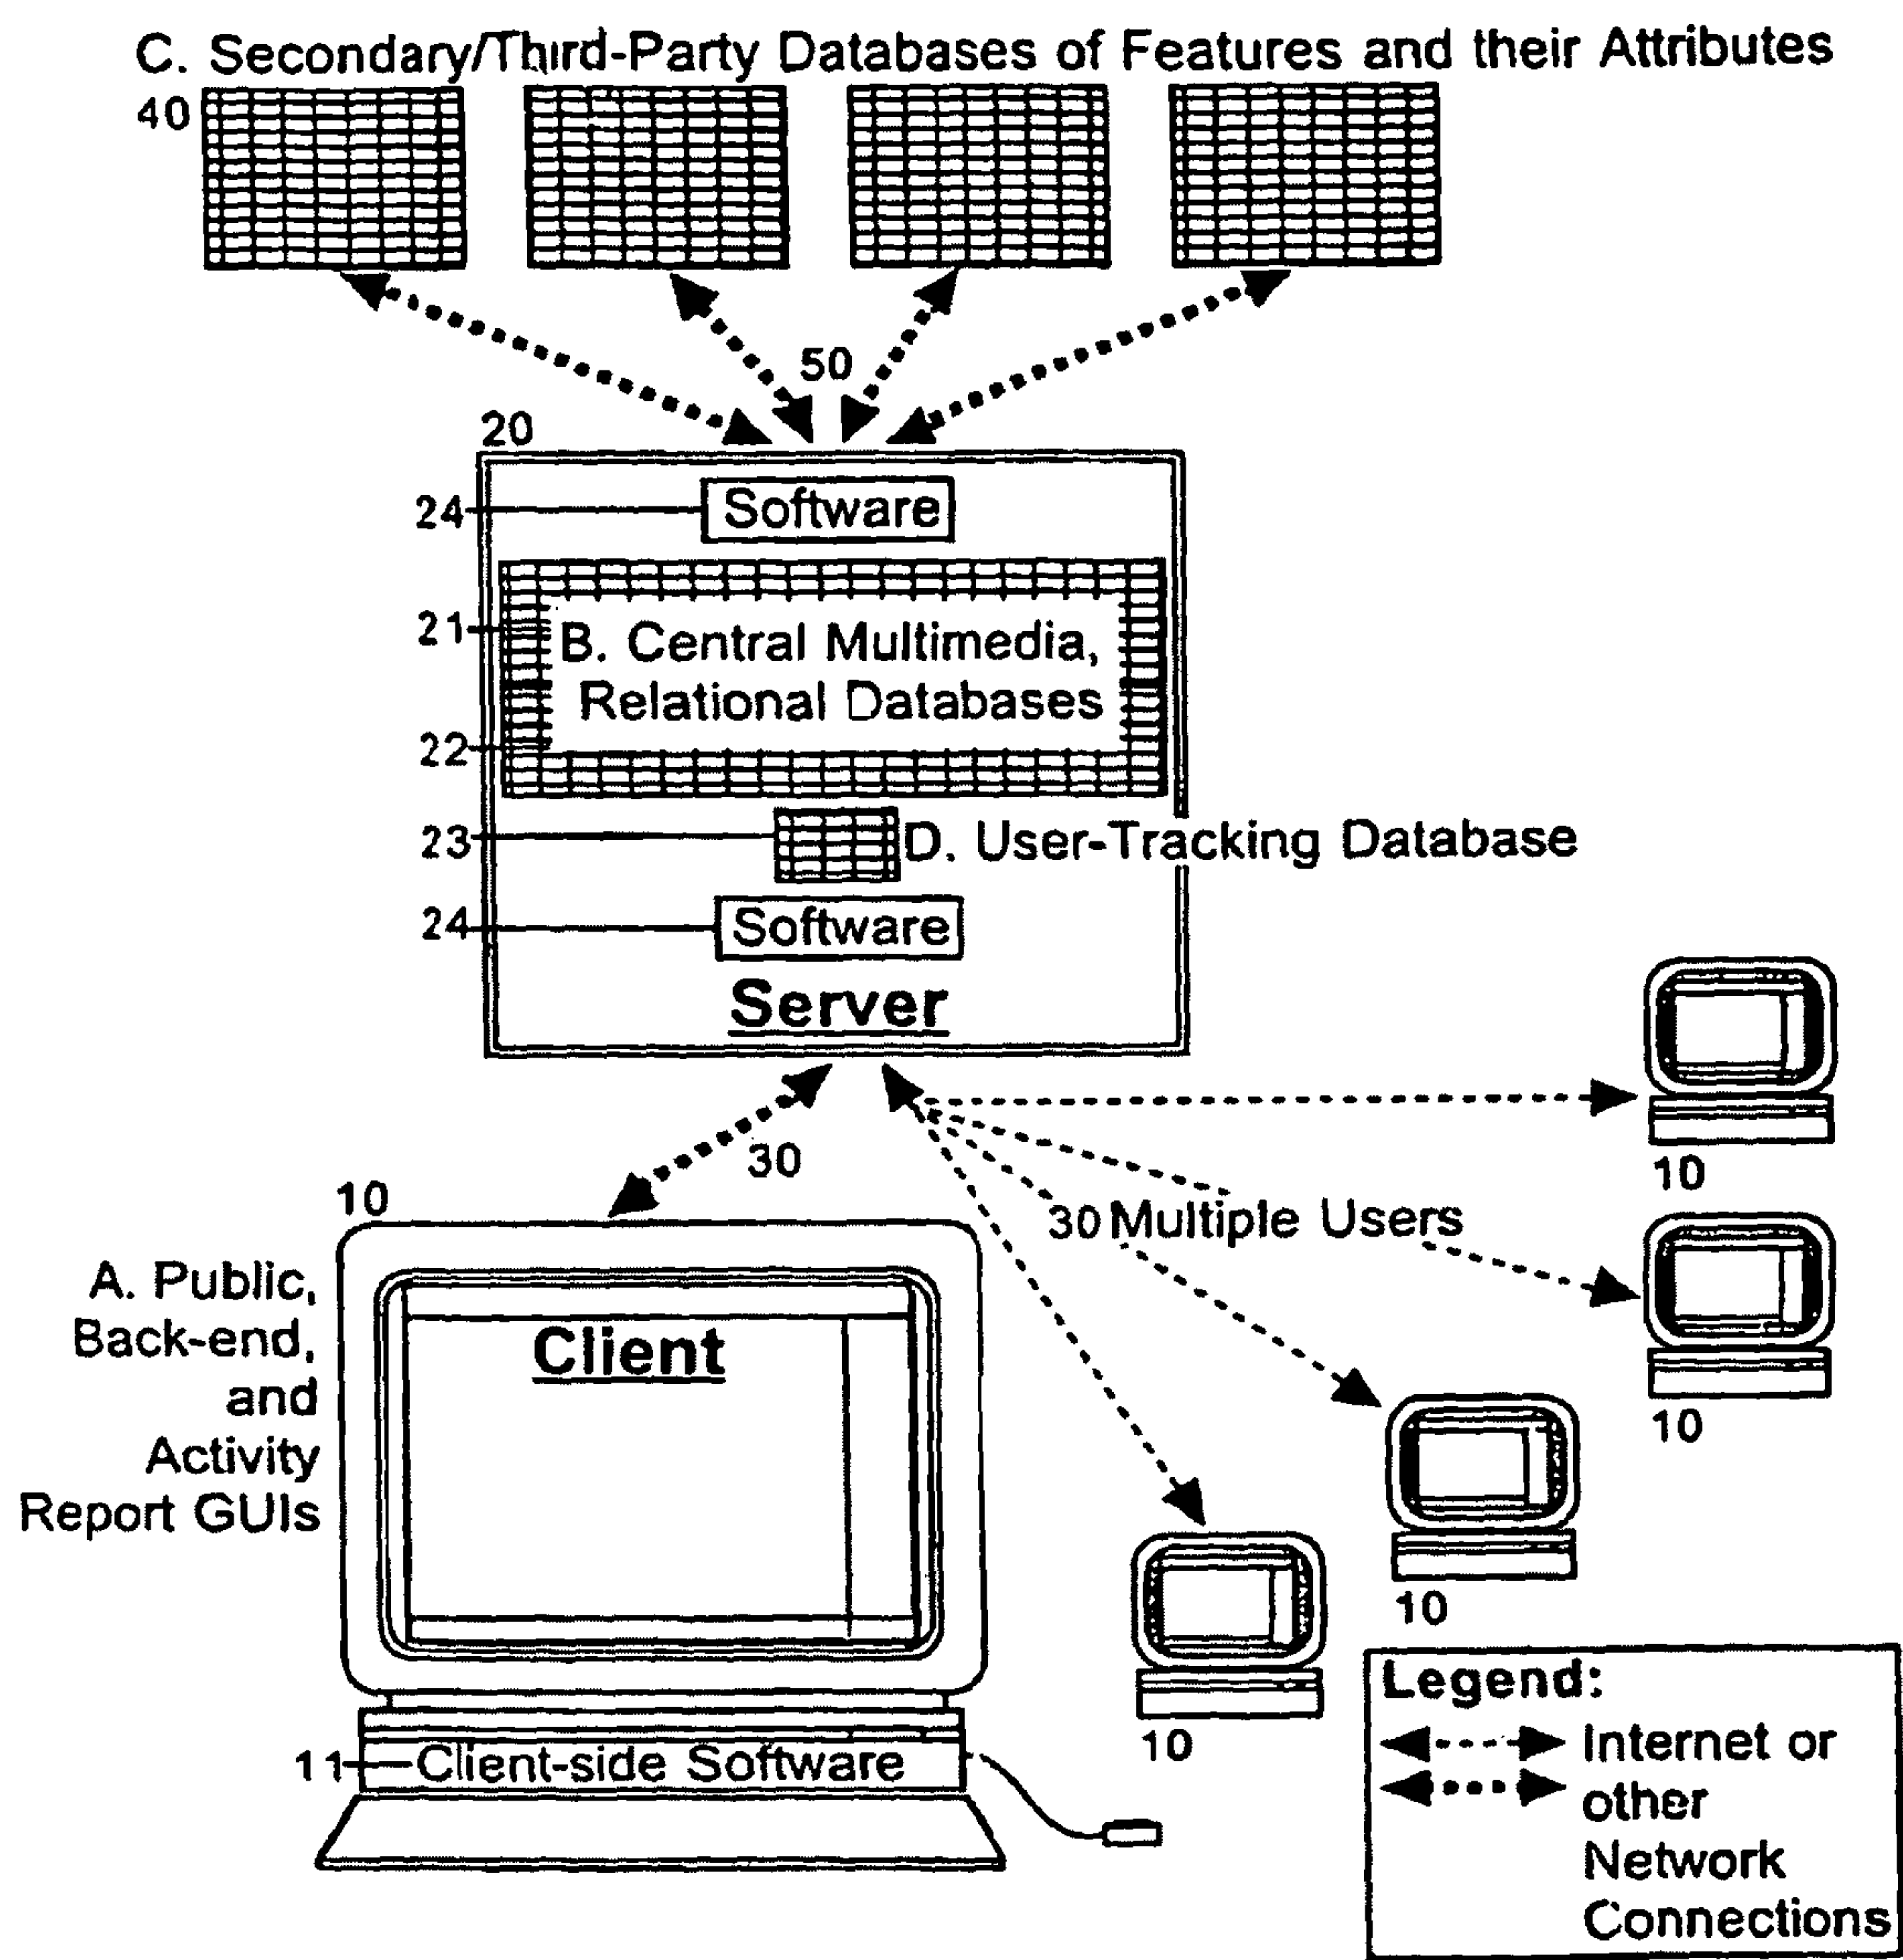 C. Secondary/Third-Party Databases of Features and their Attributes
40
50
20
24
Software
21
B. Central Multimedia,
Relational Databases
22
23
D. User-Tracking Database
24
Software
Server
30
10
30 Multiple Users
10
10
10
10
A. Public,
Back-end,
and
Activity
Report GUIs
Client
11
Client-side Software
Legend:
Internet or
other
Network
Connections